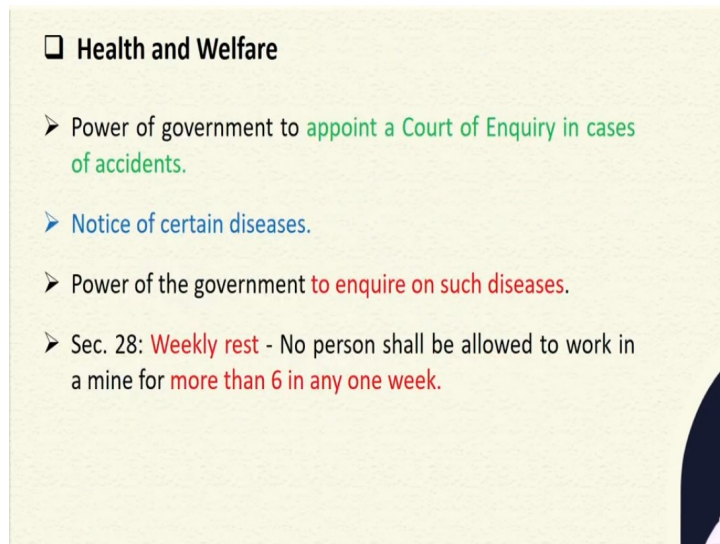 Health and Welfare
Power of government to appoint a Court of Enquiry in cases
of accidents.
Notice of certain diseases.
Power of the government to enquire on such diseases.
Sec. 28: Weekly rest - No person shall be allowed to work in
a mine for more than 6 in any one week.